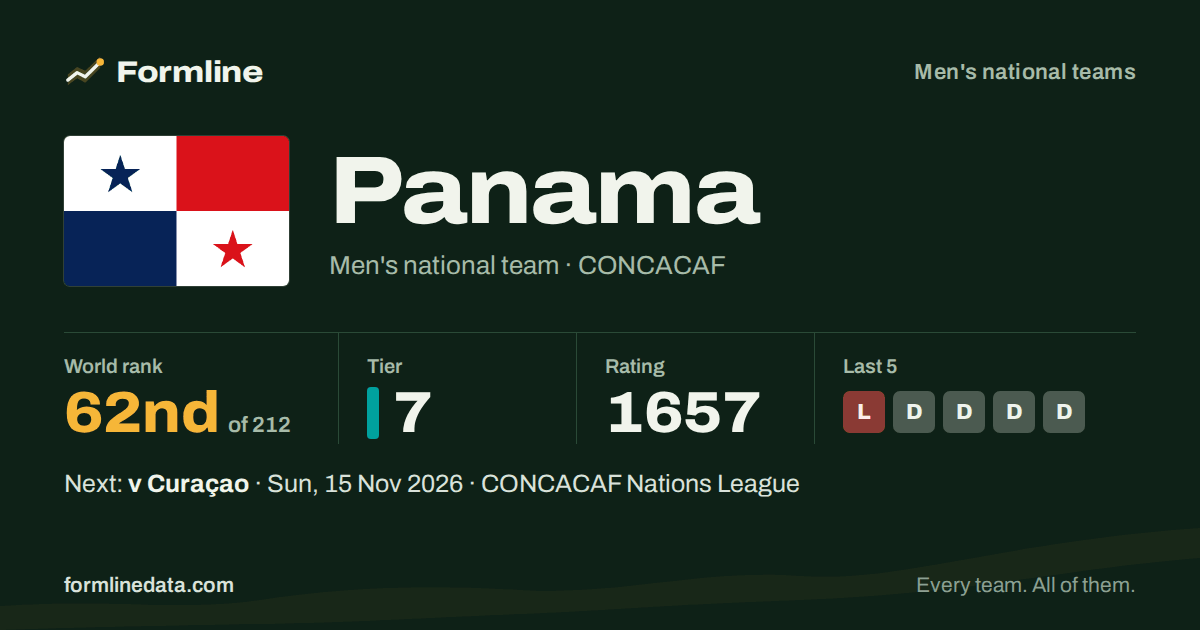 Formline
Men's national teams
Panama
Men's national team · CONCACAF
World rank
62nd of 212
Tier
7
Rating
1657
Last 5
L D D D D
Next: v Curaçao · Sun, 15 Nov 2026 · CONCACAF Nations League
formlinedata.com
Every team. All of them.